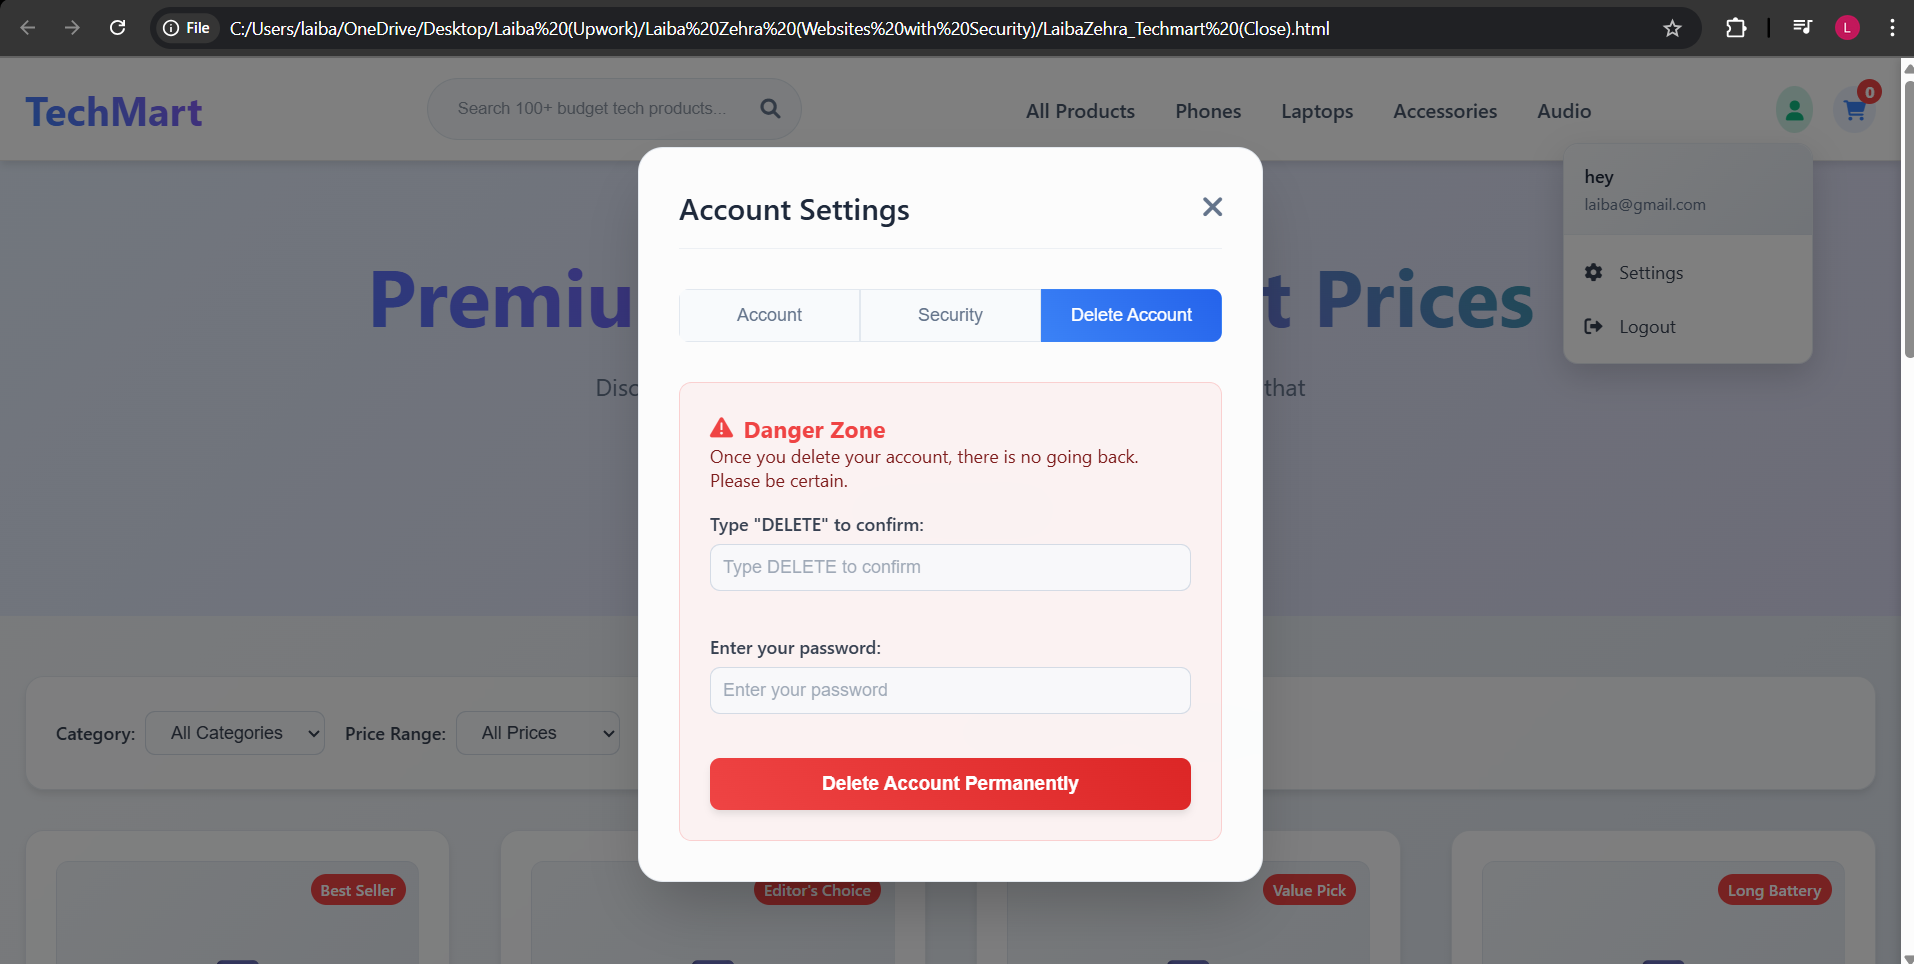 File
C:/Users/laiba/OneDrive/Desktop/Laiba%20(Upwork)/Laiba%20Zehra%20(Websites%20with%20Security)/LaibaZehra_Techmart%20(Close).html
L
TechMart
Search 100+ budget tech products...
All Products
Phones
Laptops
Accessories
Audio
0
hey
laiba@gmail.com
Settings
Logout
Premiu
t Prices
Disc
that
Account Settings
Account
Security
Delete Account
Danger Zone
Once you delete your account, there is no going back.
Please be certain.
Type "DELETE" to confirm:
Type DELETE to confirm
Enter your password:
Enter your password
Delete Account Permanently
Category:
All Categories
Price Range:
All Prices
Best Seller
Editor's Choice
Value Pick
Long Battery